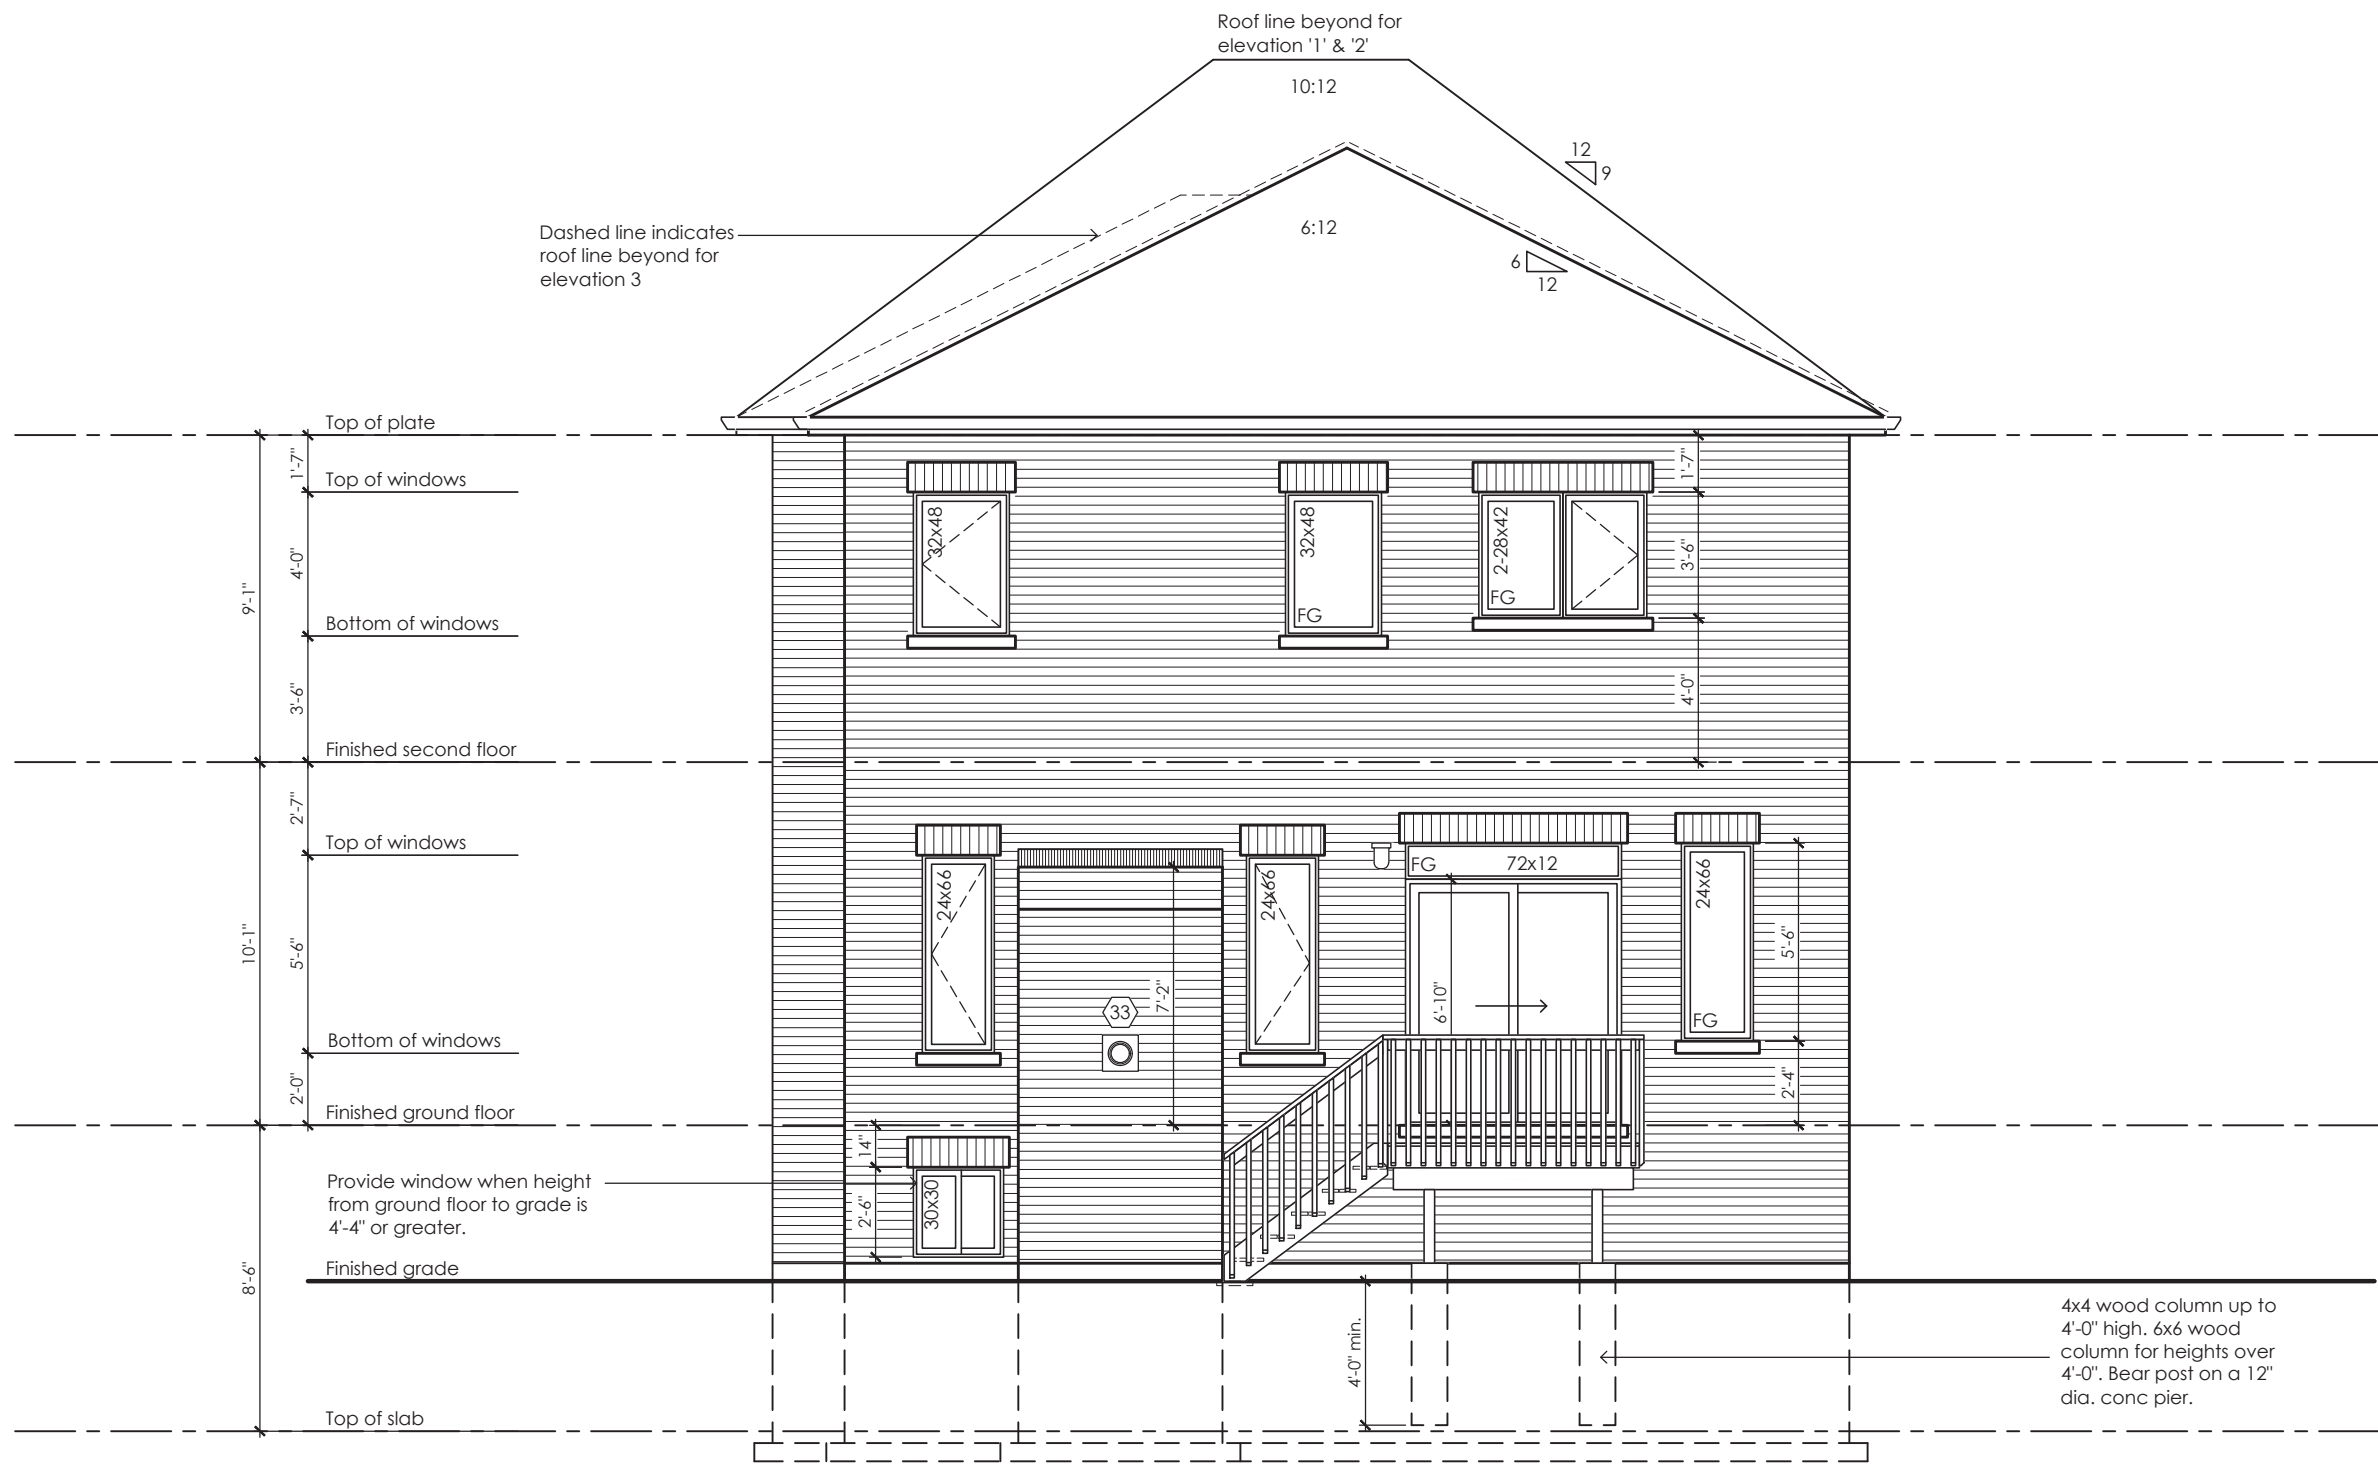 Roof line beyond for
elevation '1' & '2'
10:12
12
9
Dashed line indicates
roof line beyond for
elevation 3
6:12
6
12
Top of plate
1'-7"
1'-7"
Top of windows
32x48
32x48
2-28x42
4'-0"
3'-6"
9'-1"
FG
FG
Bottom of windows
3'-6"
4'-0"
Finished second floor
2'-7"
Top of windows
FG
72x12
24x66
24x66
24x66
10'-1"
5'-6"
5'-6"
7'-2"
6'-10"
33
FG
Bottom of windows
2'-0"
2'-4"
Finished ground floor
14"
Provide window when height
from ground floor to grade is
4'-4" or greater.
2'-6"
30x30
Finished grade
8'-6"
4'-0" min.
4x4 wood column up to
4'-0" high. 6x6 wood
column for heights over
4'-0". Bear post on a 12"
dia. conc pier.
Top of slab